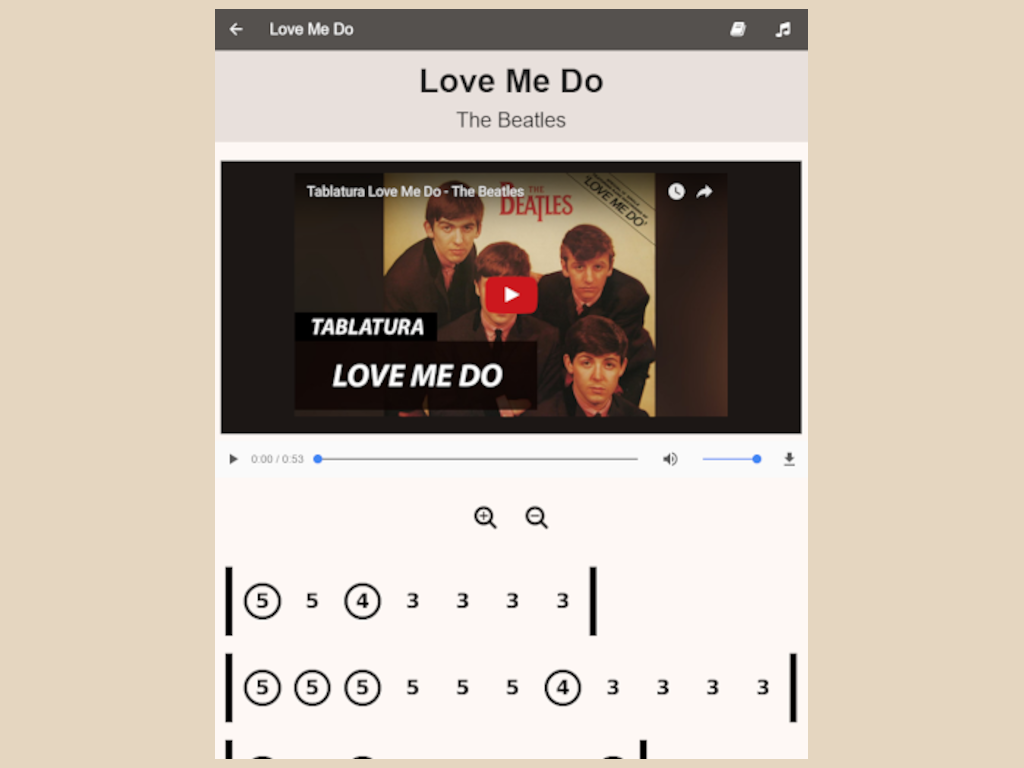 Love Me Do
Love Me Do
The Beatles
Tablatura Love Me Do - The Beatles
THE
BEATLES
'LOVE ME DO'
TABLATURA
LOVE ME DO
0:00 / 0:53
5 5 4 3 3 3 3
5 5 5 5 5 5 4 3 3 3 3